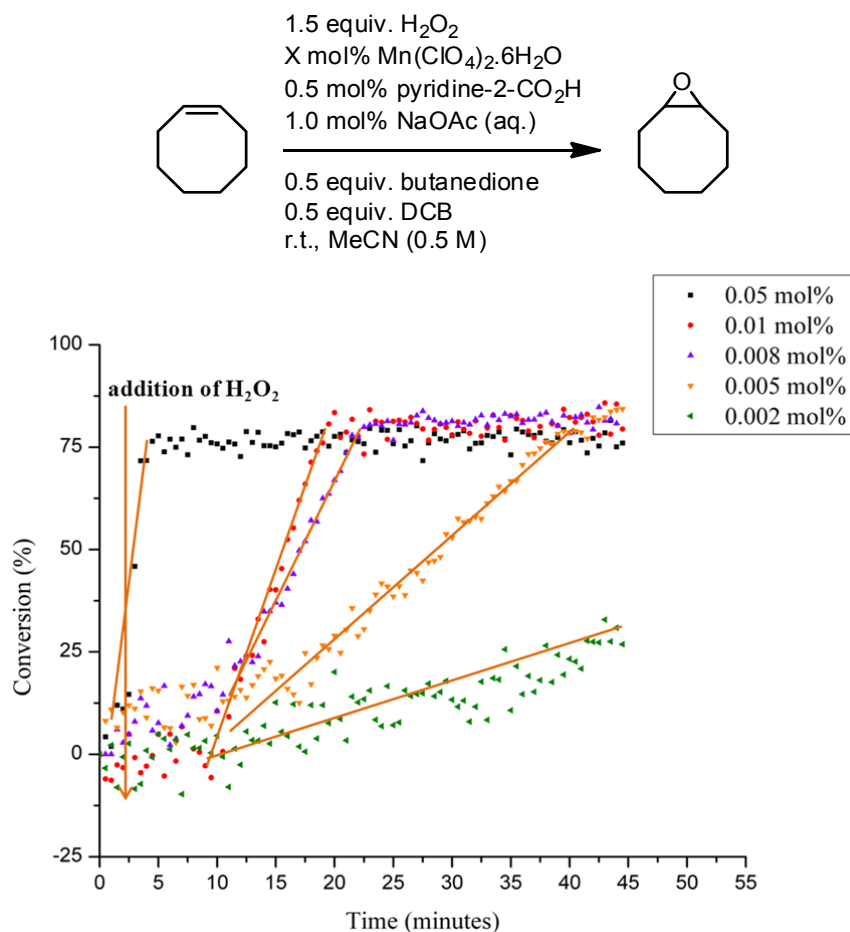 1.5 equiv. H₂O₂
X mol% Mn(ClO₄)₂.6H₂O
0.5 mol% pyridine-2-CO₂H
1.0 mol% NaOAc (aq.)
O
0.5 equiv. butanedione
0.5 equiv. DCB
r.t., MeCN (0.5 M)
0.05 mol%
0.01 mol%
0.008 mol%
0.005 mol%
0.002 mol%
addition of H₂O₂
100
75
50
25
0
-25
Conversion (%)
0 5 10 15 20 25 30 35 40 45 50 55
Time (minutes)